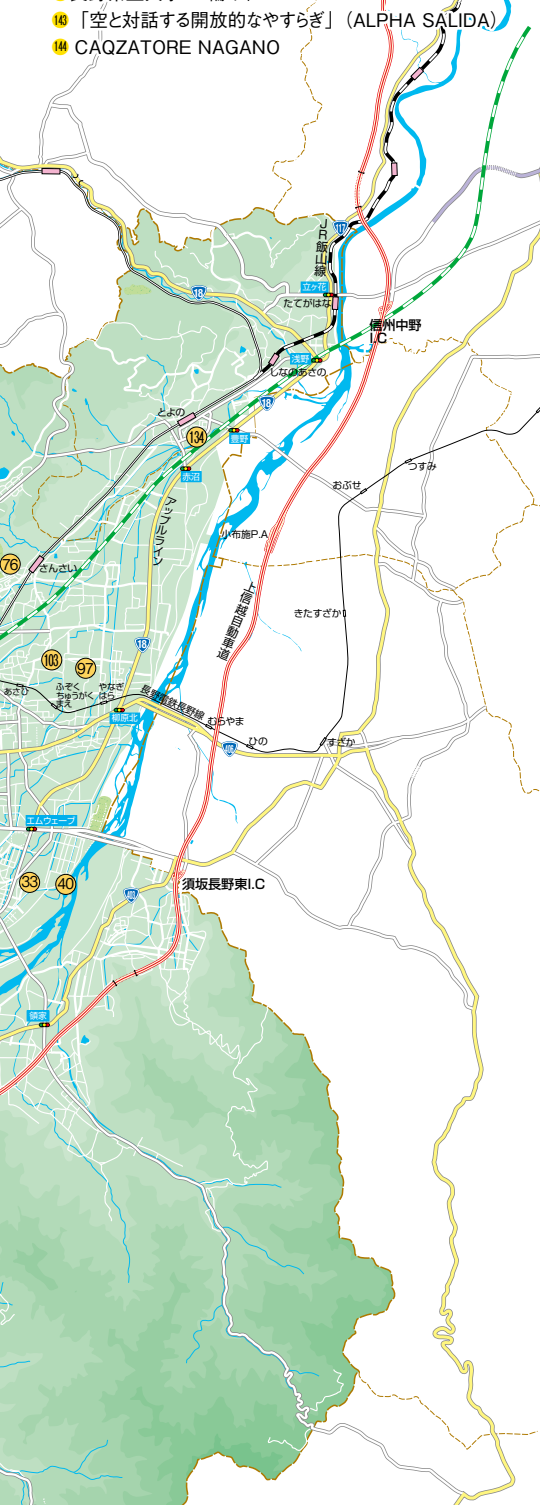 143 「空と対話する開放的なやすらぎ」 (ALPHA SALIDA)
144 CAQZATORE NAGANO
117
JR飯山線
立ヶ花
たてがはな
18
信州中野
I.C
浅野
しなのあさの
18
とよの
134
豊野
赤沼
つすみ
おぶせ
アップルライン
小布施P.A
76
さんさい
上信越自動車道
きたすざか
18
103
97
あさひ
ふぞく
ちゅうがく
まえ
やなぎ
はら
柳原北
長野電鉄長野線
むらやま
ひの
406
すざか
エムウェーブ
33
40
須坂長野東I.C
403
領家